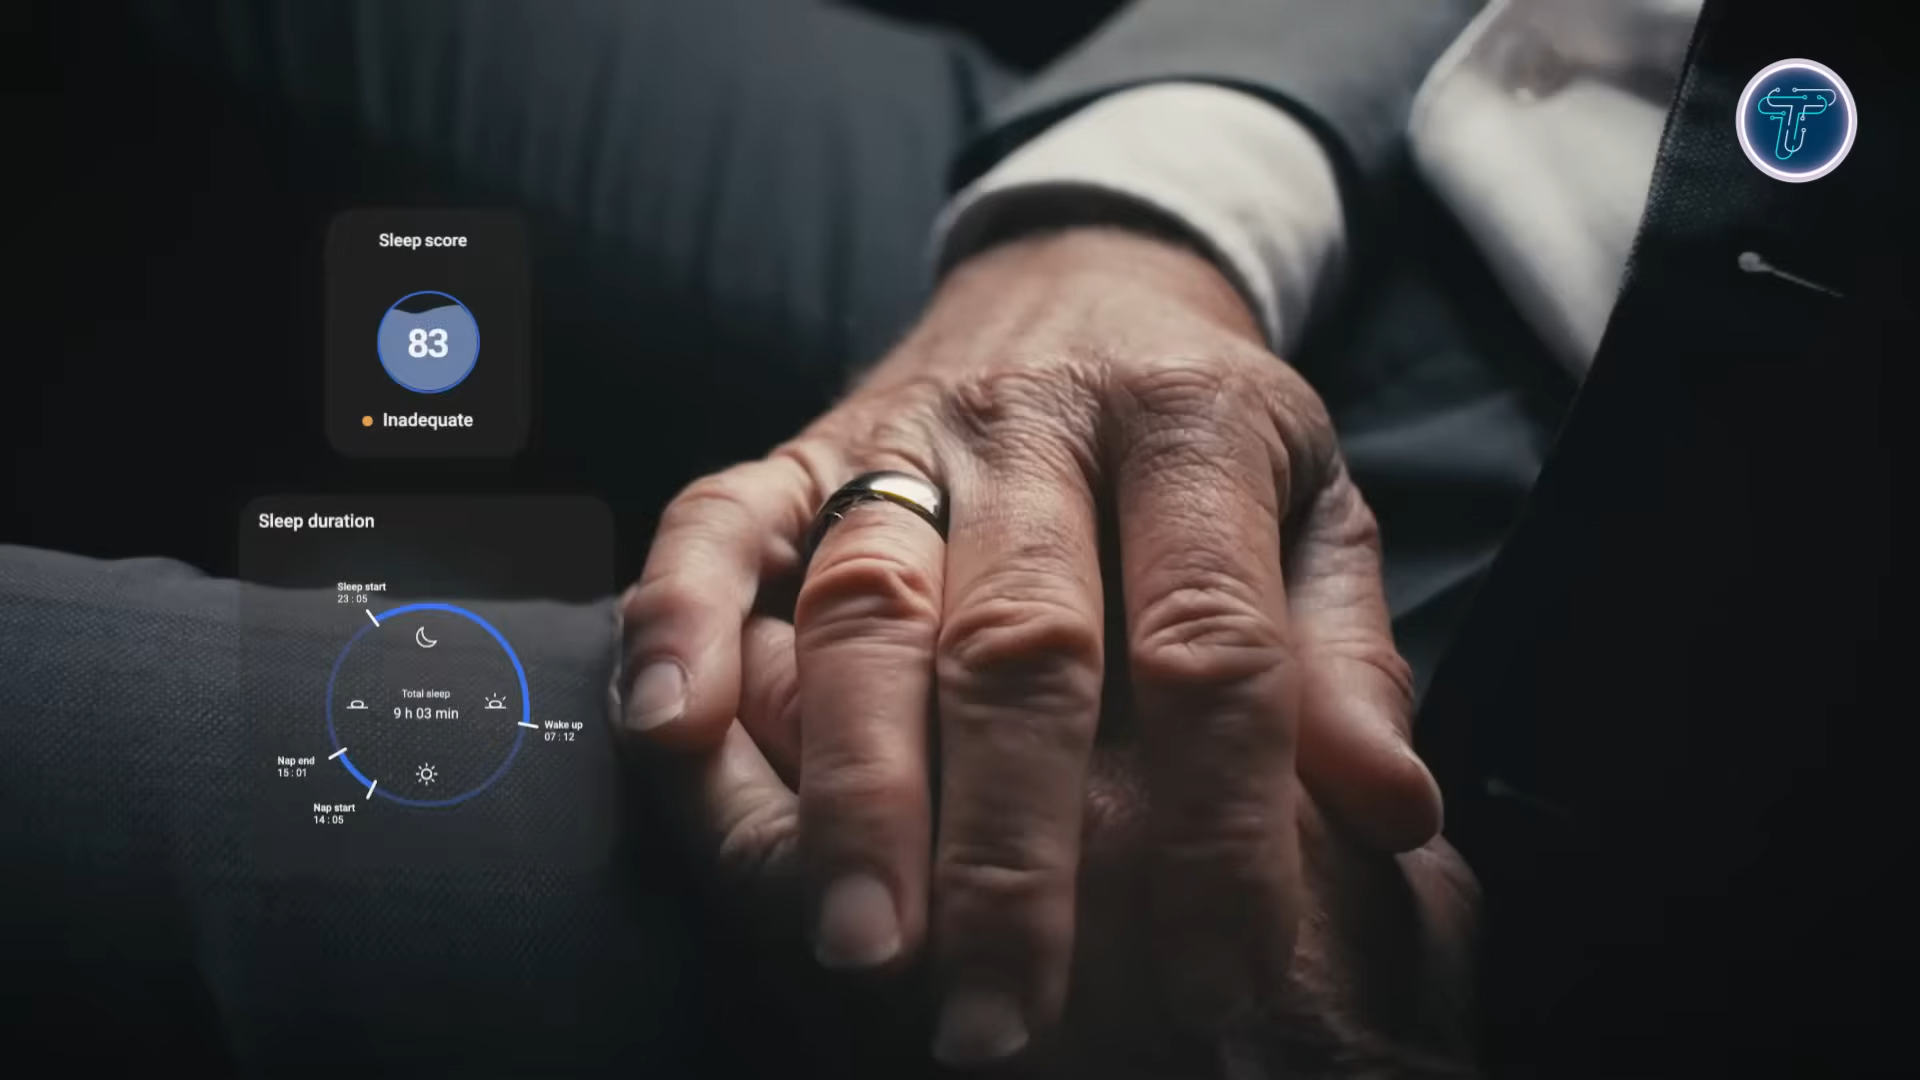 Sleep score
83
Inadequate
Sleep duration
Sleep start
23 : 05
Total sleep
9 h 03 min
Wake up
07 : 12
Nap end
15 : 01
Nap start
14 : 05